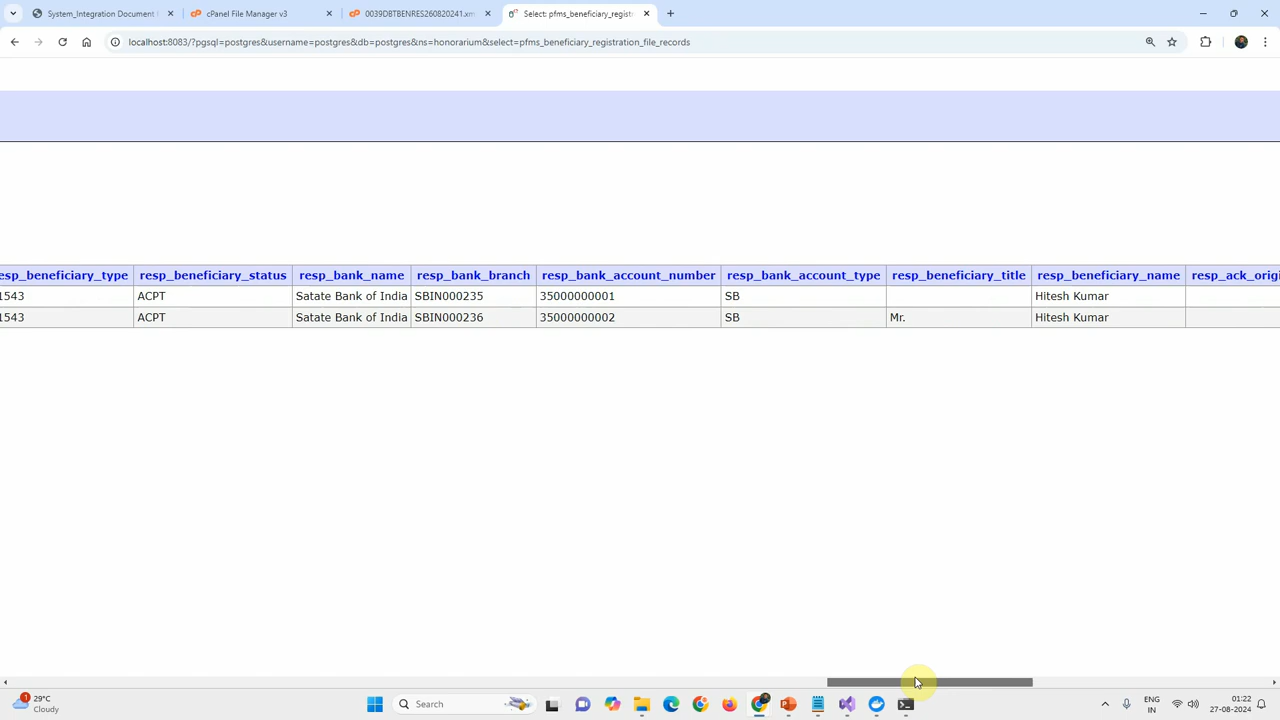 System_Integration Document f
cPanel File Manager v3
0039DBTBENRES260820241.xm
Select: pfms_beneficiary_regist
localhost:8083/?pgsql=postgres&username=postgres&db=postgres&ns=honorarium&select=pfms_beneficiary_registration_file_records
esp_beneficiary_type resp_beneficiary_status resp_bank_name resp_bank_branch resp_bank_account_number resp_bank_account_type resp_beneficiary_title resp_beneficiary_name resp_ack_origi
1543 ACPT Satate Bank of India SBIN000235 35000000001 SB Hitesh Kumar
1543 ACPT Satate Bank of India SBIN000236 35000000002 SB Mr. Hitesh Kumar
1
29°C
Cloudy
Search
ENG
IN
01:22
27-08-2024